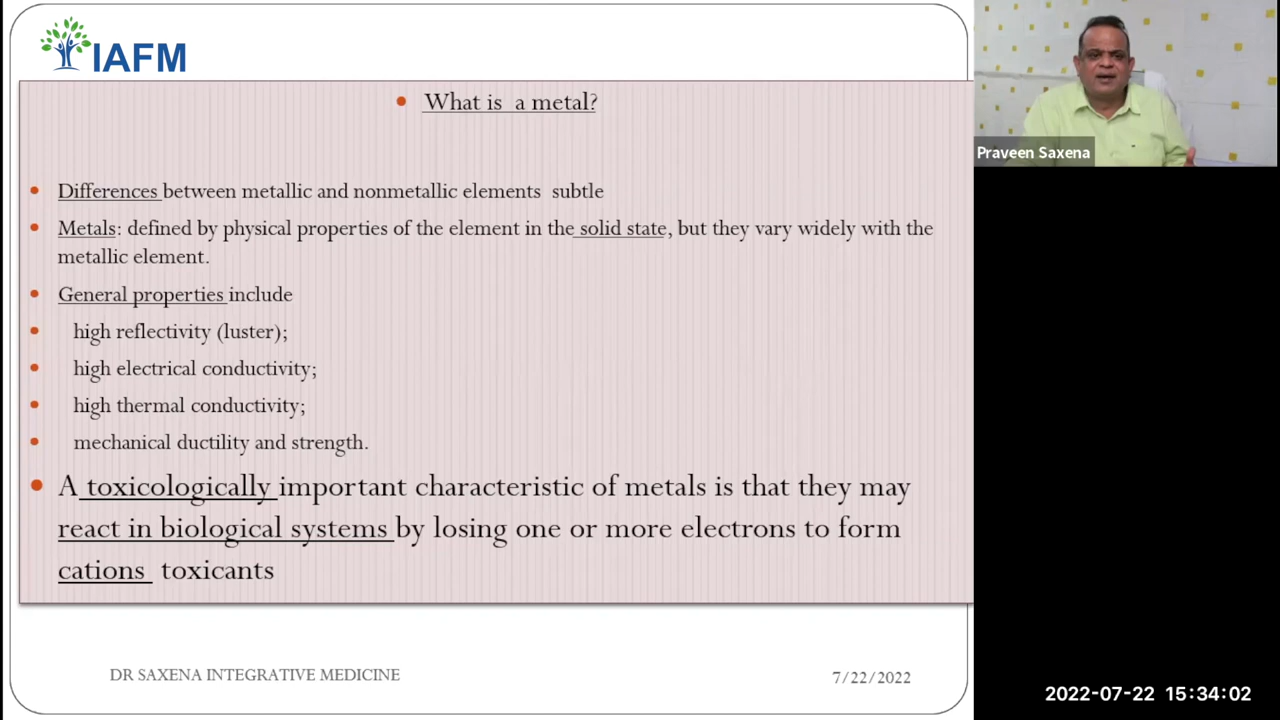 IAFM
What is a metal?
Differences between metallic and nonmetallic elements subtle
Metals: defined by physical properties of the element in the solid state, but they vary widely with the
metallic element.
General properties include
high reflectivity (luster);
high electrical conductivity;
high thermal conductivity;
mechanical ductility and strength.
A toxicologically important characteristic of metals is that they may
react in biological systems by losing one or more electrons to form
cations toxicants
DR SAXENA INTEGRATIVE MEDICINE
7/22/2022
Praveen Saxena
2022-07-22 15:34:02